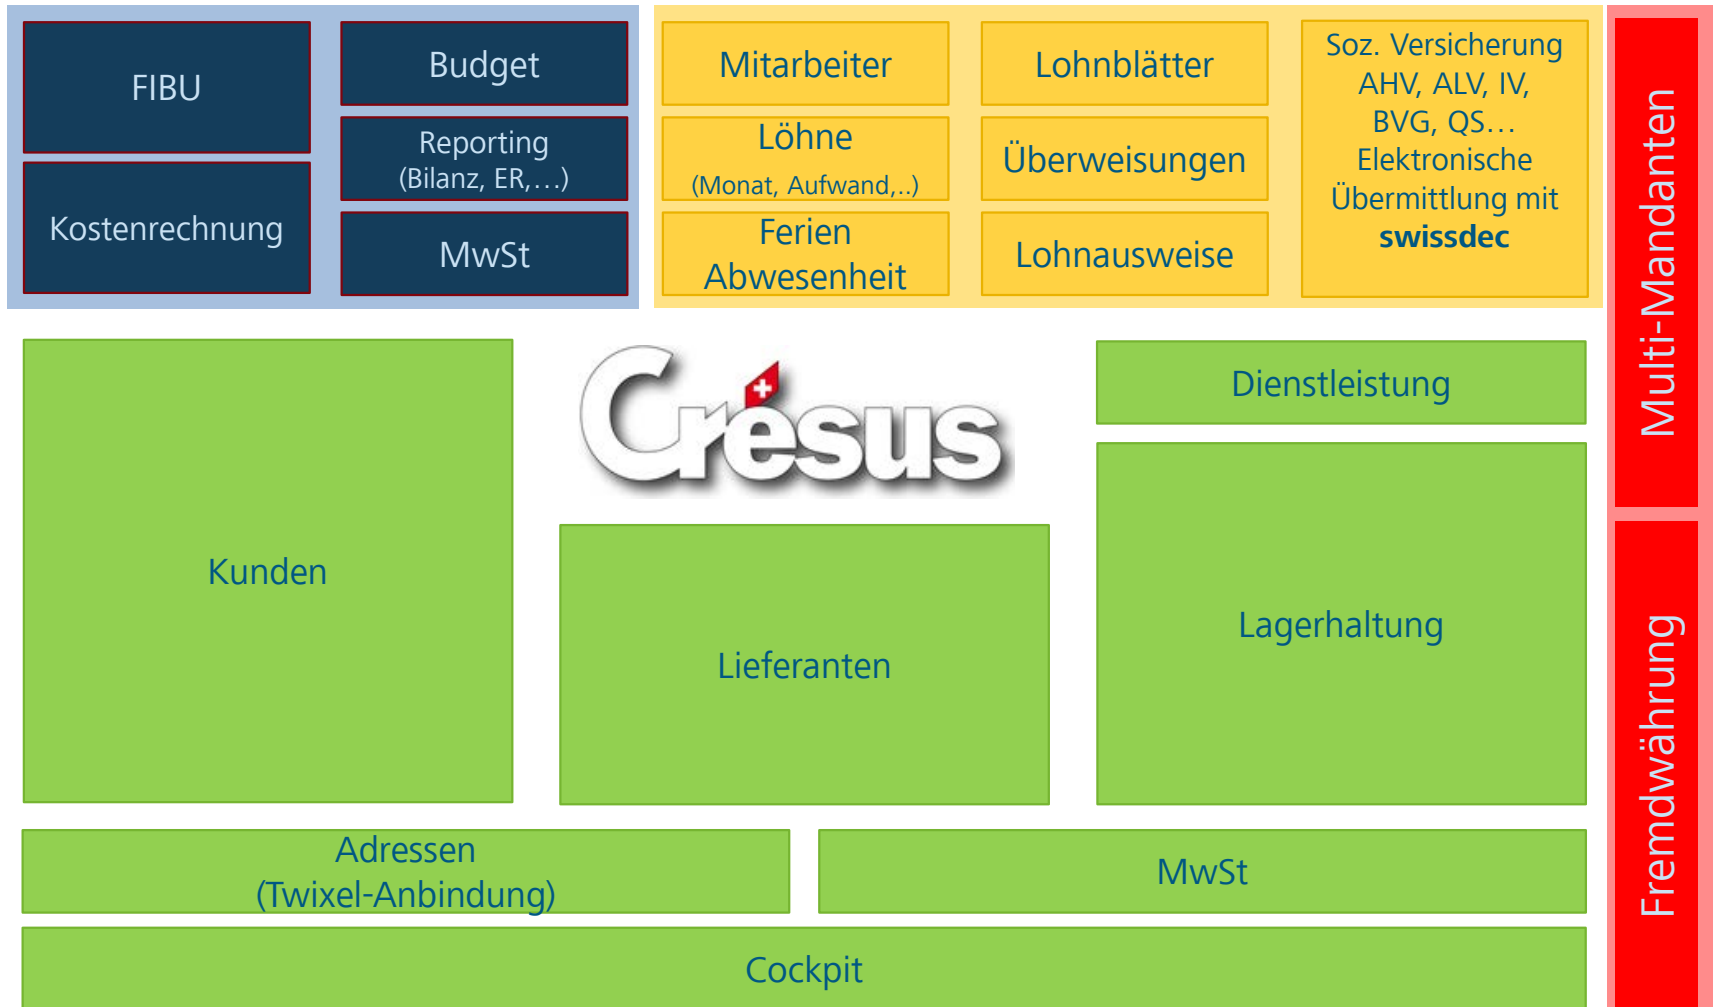 FIBU
Kostenrechnung
Budget
Reporting
(Bilanz, ER,...)
MwSt
Mitarbeiter
Löhne
(Monat, Aufwand,..)
Ferien
Abwesenheit
Lohnblätter
Überweisungen
Lohnausweise
Soz. Versicherung
AHV, ALV, IV,
BVG, QS...
Elektronische
Übermittlung mit
swissdec
Multi-Mandanten
Fremdwährung
Kunden
Crésus
Lieferanten
Dienstleistung
Lagerhaltung
Adressen
(Twixel-Anbindung)
MwSt
Cockpit